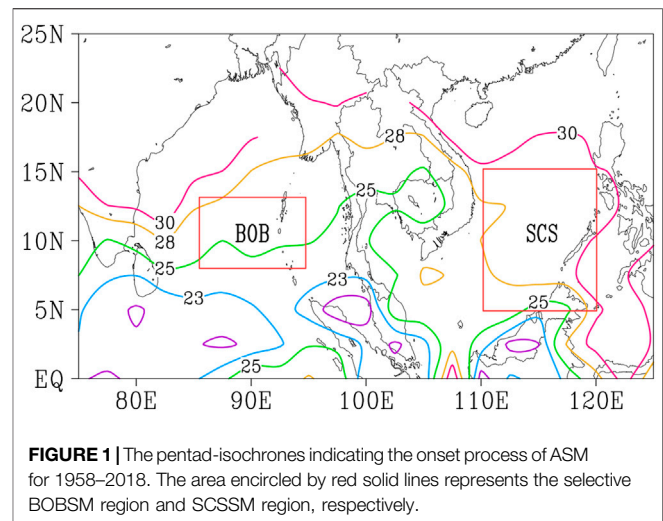 25N
20N
15N
10N
5N
EQ
80E 90E 100E 110E 120E
28
30
25
30
28
25
BOB
SCS
23
23
25
25
FIGURE 1 | The pentad-isochrones indicating the onset process of ASM
for 1958–2018. The area encircled by red solid lines represents the selective
BOBSM region and SCSSM region, respectively.